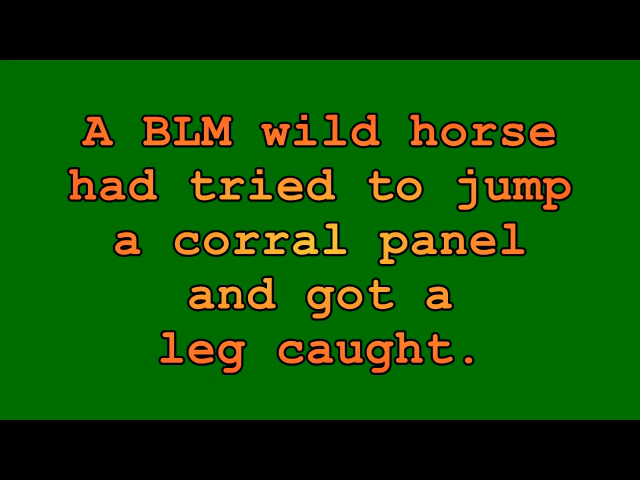 A BLM wild horse
had tried to jump
a corral panel
and got a
leg caught.